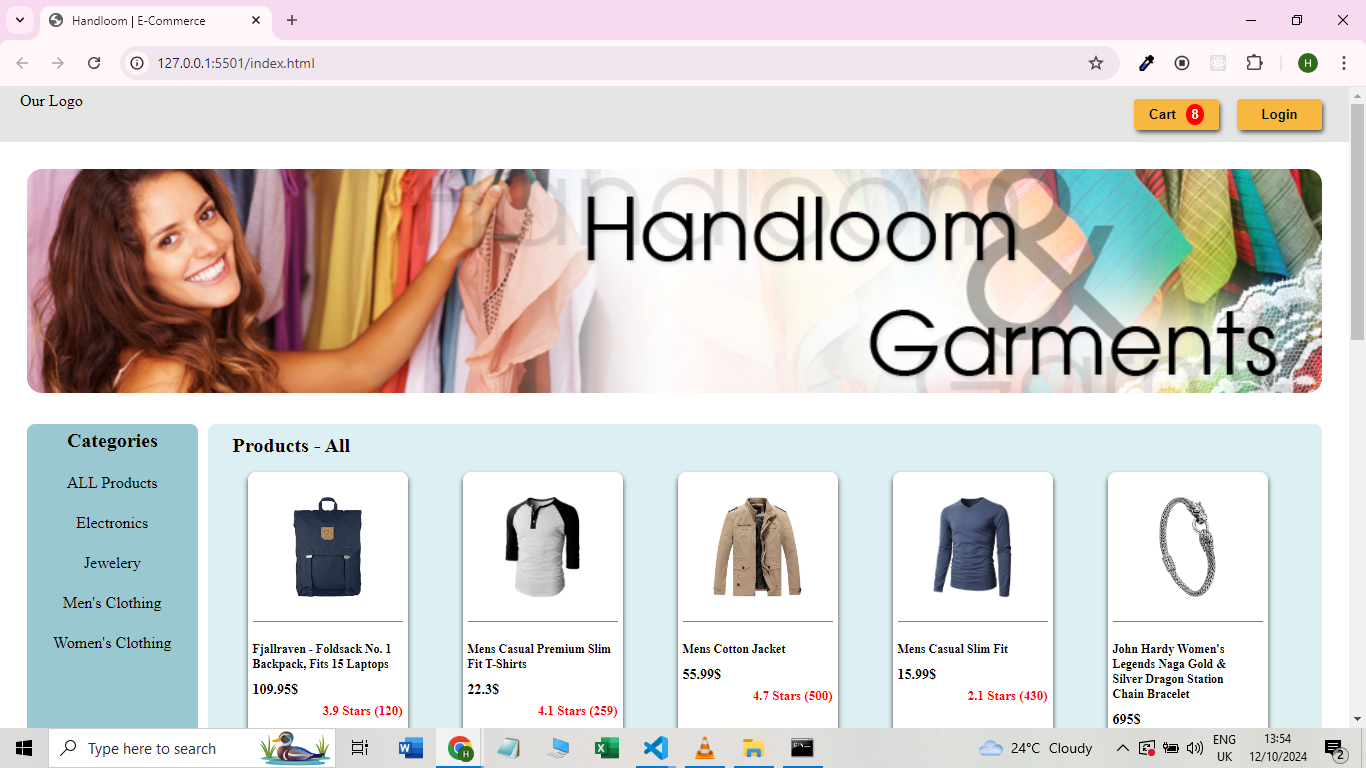 Handloom | E-Commerce
127.0.0.1:5501/index.html
H
Our Logo
Cart 8
Login
Handloom
&
Handloom
Garments
Categories
ALL Products
Electronics
Jewelery
Men's Clothing
Women's Clothing
Products - All
Fjallraven - Foldsack No. 1
Backpack, Fits 15 Laptops
109.95$
3.9 Stars (120)
Mens Casual Premium Slim
Fit T-Shirts
22.3$
4.1 Stars (259)
Mens Cotton Jacket
55.99$
4.7 Stars (500)
Mens Casual Slim Fit
15.99$
2.1 Stars (430)
John Hardy Women's
Legends Naga Gold &
Silver Dragon Station
Chain Bracelet
695$
Type here to search
24°C Cloudy
ENG
UK
13:54
12/10/2024
2